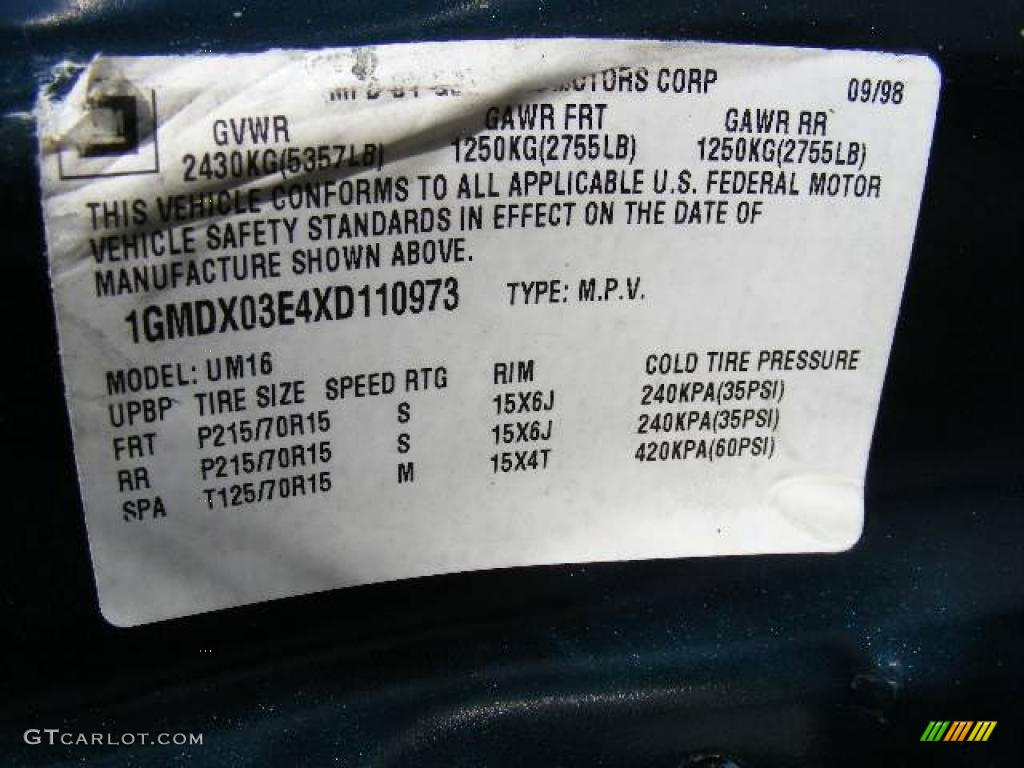 MFD BY GENERAL MOTORS CORP 09/98
GVWR GAWR FRT GAWR RR
2430KG(5357LB) 1250KG(2755LB) 1250KG(2755LB)
THIS VEHICLE CONFORMS TO ALL APPLICABLE U.S. FEDERAL MOTOR
VEHICLE SAFETY STANDARDS IN EFFECT ON THE DATE OF
MANUFACTURE SHOWN ABOVE.
1GMDX03E4XD110973 TYPE: M.P.V.
MODEL: UM16
UPBP TIRE SIZE SPEED RTG RIM COLD TIRE PRESSURE
FRT P215/70R15 S 15X6J 240KPA(35PSI)
RR P215/70R15 S 15X6J 240KPA(35PSI)
SPA T125/70R15 M 15X4T 420KPA(60PSI)
GTCARLOT.COM